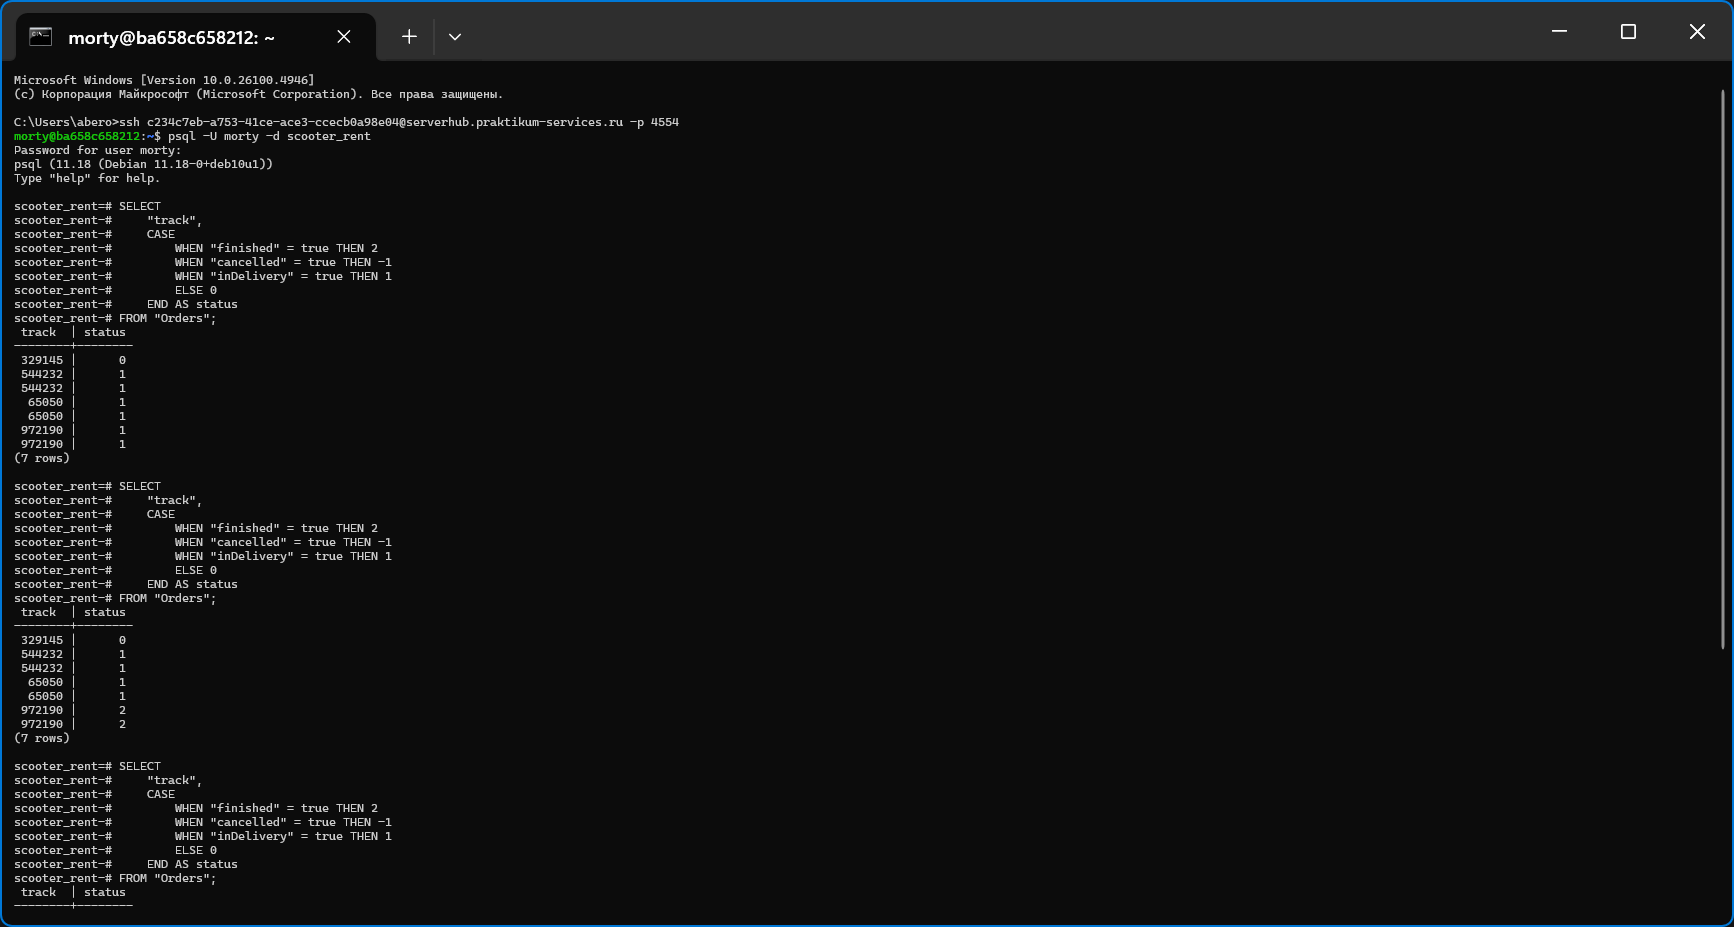 morty@ba658c658212: ~
Microsoft Windows [Version 10.0.26100.4946]
(c) Корпорация Майкрософт (Microsoft Corporation). Все права защищены.
C:\Users\abero>ssh c234c7eb-a753-41ce-ace3-ccecb0a98e04@serverhub.praktikum-services.ru -p 4554
morty@ba658c658212:~$ psql -U morty -d scooter_rent
Password for user morty:
psql (11.18 (Debian 11.18-0+deb10u1))
Type "help" for help.
scooter_rent=# SELECT
scooter_rent-#     "track",
scooter_rent-#     CASE
scooter_rent-#         WHEN "finished" = true THEN 2
scooter_rent-#         WHEN "cancelled" = true THEN -1
scooter_rent-#         WHEN "inDelivery" = true THEN 1
scooter_rent-#         ELSE 0
scooter_rent-#     END AS status
scooter_rent-# FROM "Orders";
 track  | status
--------+--------
 329145 |      0
 544232 |      1
 544232 |      1
  65050 |      1
  65050 |      1
 972190 |      1
 972190 |      1
(7 rows)
scooter_rent=# SELECT
scooter_rent-#     "track",
scooter_rent-#     CASE
scooter_rent-#         WHEN "finished" = true THEN 2
scooter_rent-#         WHEN "cancelled" = true THEN -1
scooter_rent-#         WHEN "inDelivery" = true THEN 1
scooter_rent-#         ELSE 0
scooter_rent-#     END AS status
scooter_rent-# FROM "Orders";
 track  | status
--------+--------
 329145 |      0
 544232 |      1
 544232 |      1
  65050 |      1
  65050 |      1
 972190 |      2
 972190 |      2
(7 rows)
scooter_rent=# SELECT
scooter_rent-#     "track",
scooter_rent-#     CASE
scooter_rent-#         WHEN "finished" = true THEN 2
scooter_rent-#         WHEN "cancelled" = true THEN -1
scooter_rent-#         WHEN "inDelivery" = true THEN 1
scooter_rent-#         ELSE 0
scooter_rent-#     END AS status
scooter_rent-# FROM "Orders";
 track  | status
--------+--------